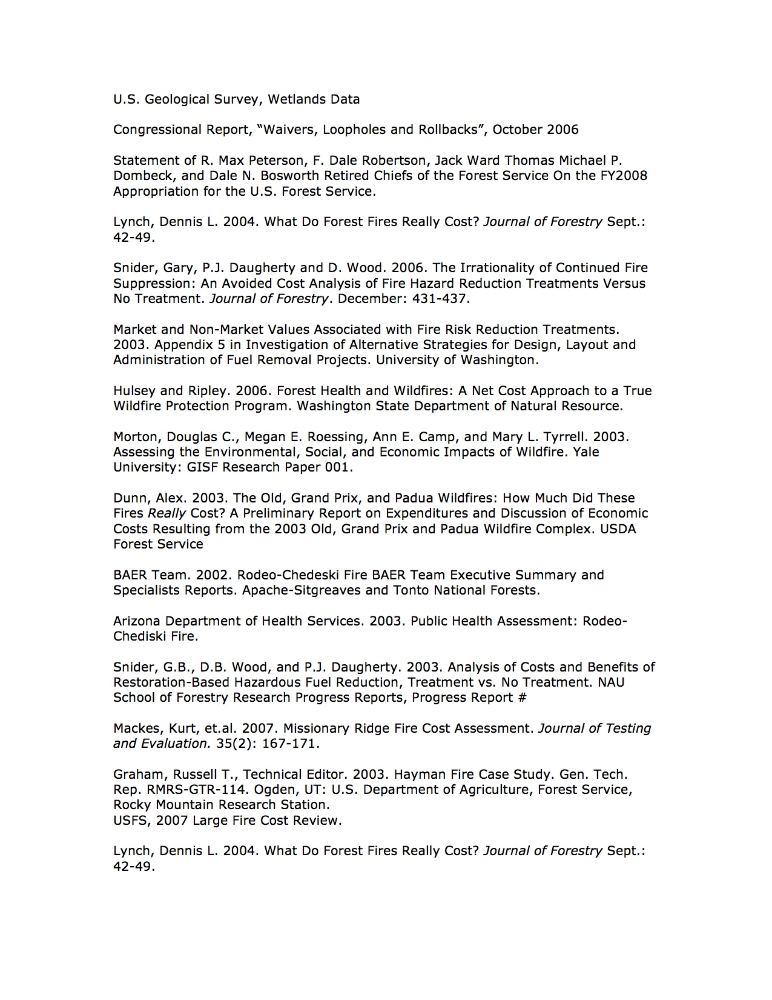 U.S. Geological Survey, Wetlands Data
Congressional Report, “Waivers, Loopholes and Rollbacks”, October 2006
Statement of R. Max Peterson, F. Dale Robertson, Jack Ward Thomas Michael P.
Dombeck, and Dale N. Bosworth Retired Chiefs of the Forest Service On the FY2008
Appropriation for the U.S. Forest Service.
Lynch, Dennis L. 2004. What Do Forest Fires Really Cost? Journal of Forestry Sept.:
42-49.
Snider, Gary, P.J. Daugherty and D. Wood. 2006. The Irrationality of Continued Fire
Suppression: An Avoided Cost Analysis of Fire Hazard Reduction Treatments Versus
No Treatment. Journal of Forestry. December: 431-437.
Market and Non-Market Values Associated with Fire Risk Reduction Treatments.
2003. Appendix 5 in Investigation of Alternative Strategies for Design, Layout and
Administration of Fuel Removal Projects. University of Washington.
Hulsey and Ripley. 2006. Forest Health and Wildfires: A Net Cost Approach to a True
Wildfire Protection Program. Washington State Department of Natural Resource.
Morton, Douglas C., Megan E. Roessing, Ann E. Camp, and Mary L. Tyrrell. 2003.
Assessing the Environmental, Social, and Economic Impacts of Wildfire. Yale
University: GISF Research Paper 001.
Dunn, Alex. 2003. The Old, Grand Prix, and Padua Wildfires: How Much Did These
Fires Really Cost? A Preliminary Report on Expenditures and Discussion of Economic
Costs Resulting from the 2003 Old, Grand Prix and Padua Wildfire Complex. USDA
Forest Service
BAER Team. 2002. Rodeo-Chedeski Fire BAER Team Executive Summary and
Specialists Reports. Apache-Sitgreaves and Tonto National Forests.
Arizona Department of Health Services. 2003. Public Health Assessment: Rodeo-
Chediski Fire.
Snider, G.B., D.B. Wood, and P.J. Daugherty. 2003. Analysis of Costs and Benefits of
Restoration-Based Hazardous Fuel Reduction, Treatment vs. No Treatment. NAU
School of Forestry Research Progress Reports, Progress Report #
Mackes, Kurt, et.al. 2007. Missionary Ridge Fire Cost Assessment. Journal of Testing
and Evaluation. 35(2): 167-171.
Graham, Russell T., Technical Editor. 2003. Hayman Fire Case Study. Gen. Tech.
Rep. RMRS-GTR-114. Ogden, UT: U.S. Department of Agriculture, Forest Service,
Rocky Mountain Research Station.
USFS, 2007 Large Fire Cost Review.
Lynch, Dennis L. 2004. What Do Forest Fires Really Cost? Journal of Forestry Sept.:
42-49.